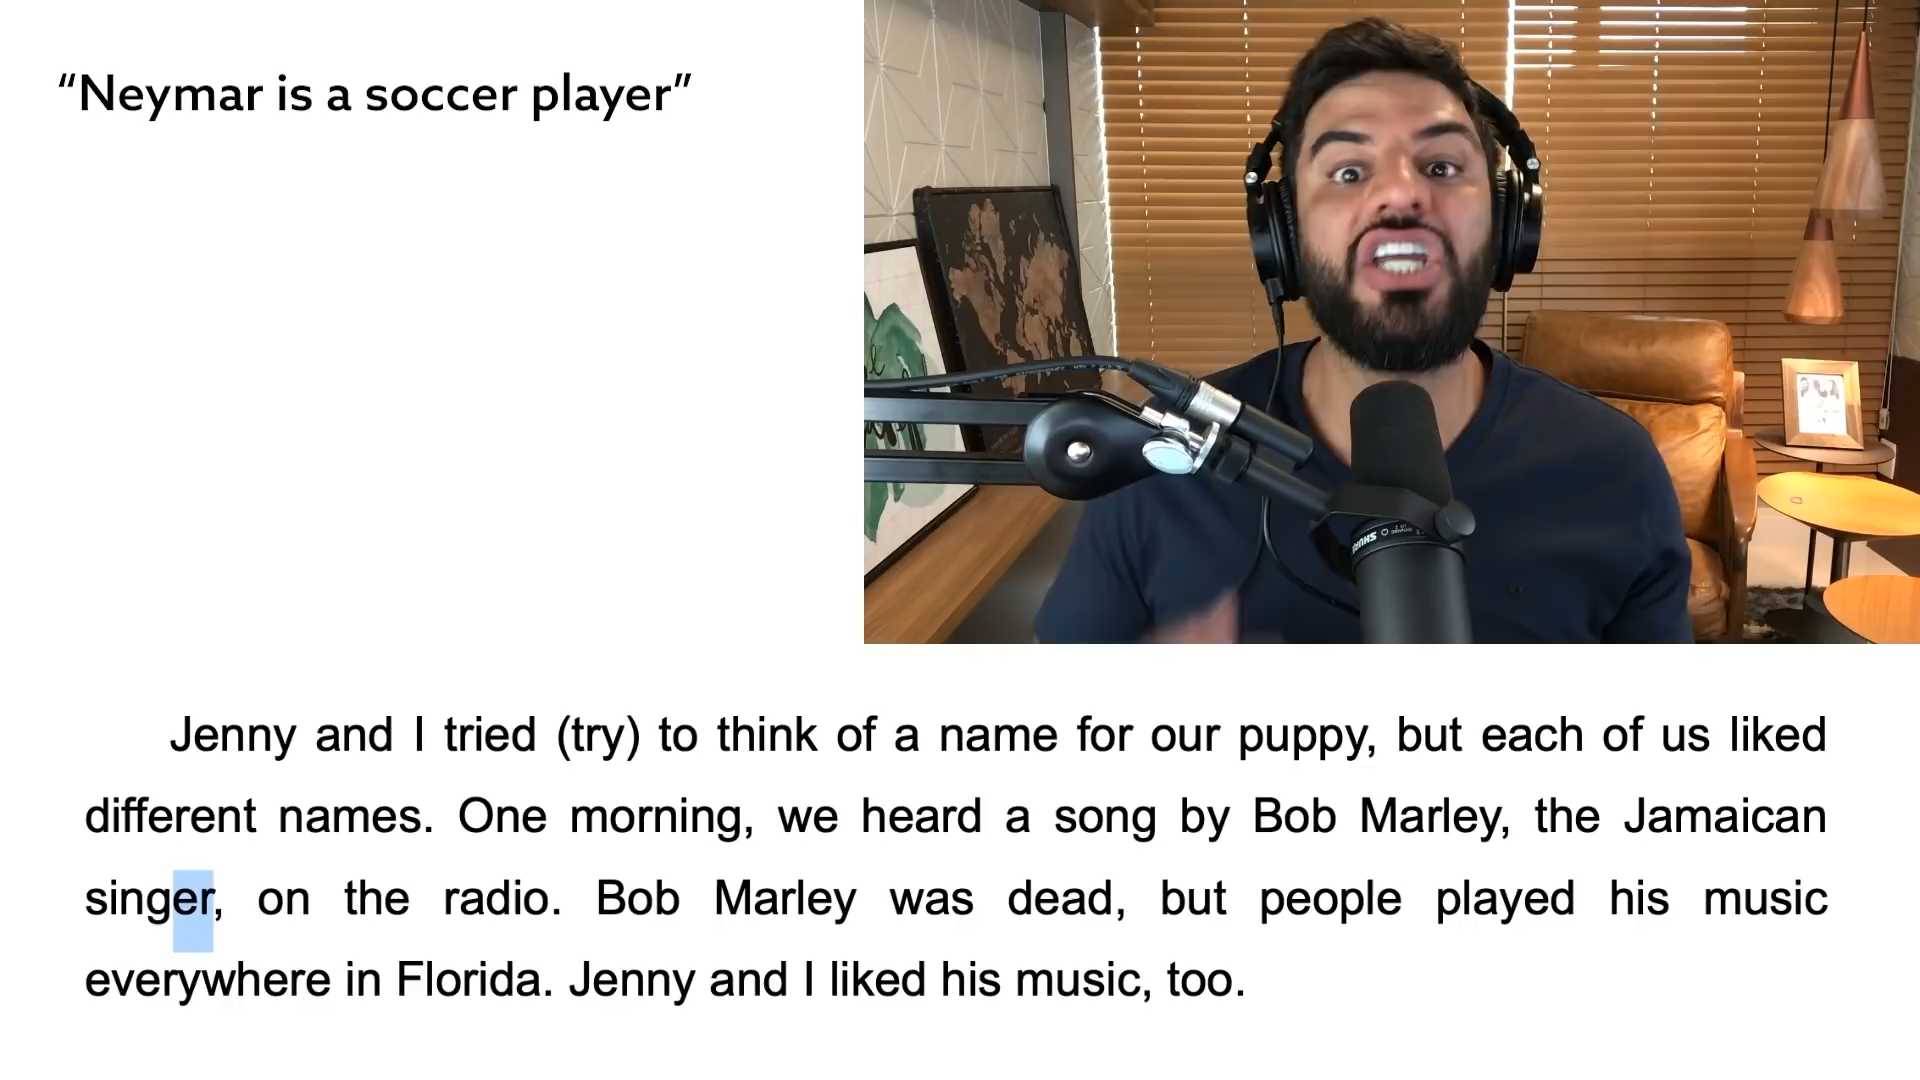 “Neymar is a soccer player”
SHURE
Jenny and I tried (try) to think of a name for our puppy, but each of us liked
different names. One morning, we heard a song by Bob Marley, the Jamaican
singer, on the radio. Bob Marley was dead, but people played his music
everywhere in Florida. Jenny and I liked his music, too.